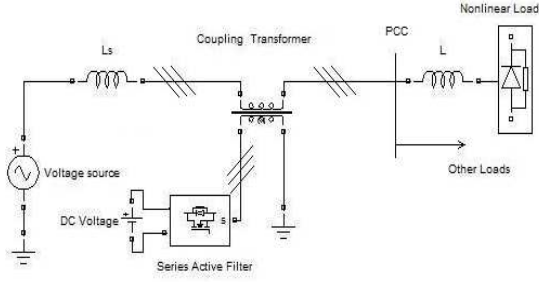 Nonlinear Load
Ls
Coupling Transformer
PCC
L
+
Voltage source
Other Loads
DC Voltage
+
s
Series Active Filter